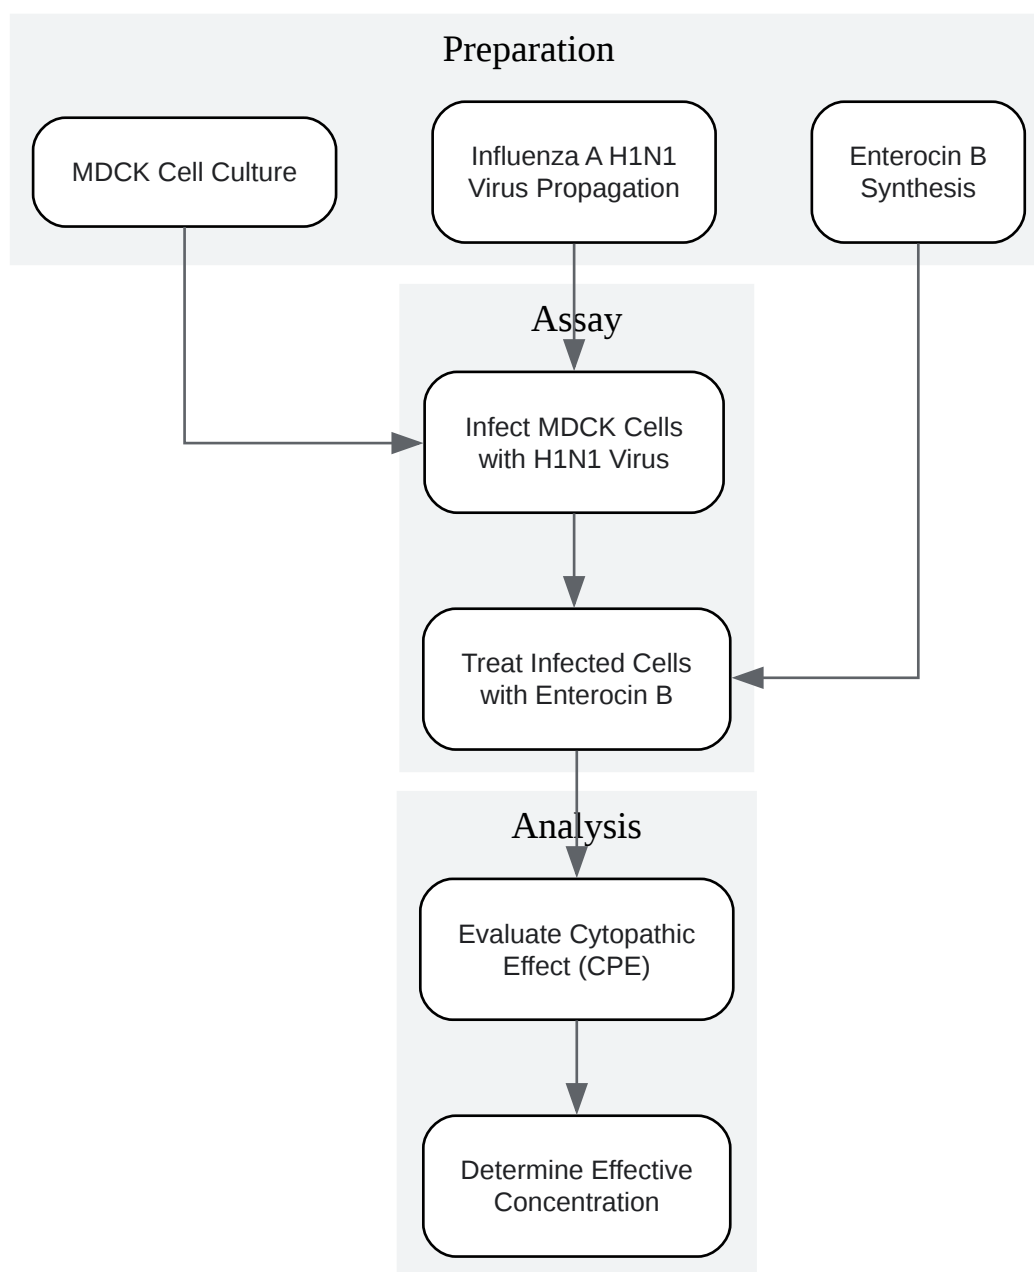 Preparation
MDCK Cell Culture
Influenza A H1N1
Virus Propagation
Enterocin B
Synthesis
Assay
Infect MDCK Cells
with H1N1 Virus
Treat Infected Cells
with Enterocin B
Analysis
Evaluate Cytopathic
Effect (CPE)
Determine Effective
Concentration